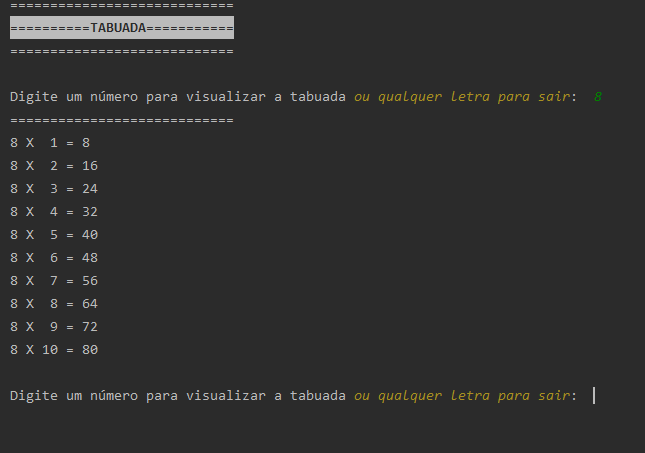 ============================
==========TABUADA===========
============================
Digite um número para visualizar a tabuada ou qualquer letra para sair:  8
============================
8 X  1 = 8
8 X  2 = 16
8 X  3 = 24
8 X  4 = 32
8 X  5 = 40
8 X  6 = 48
8 X  7 = 56
8 X  8 = 64
8 X  9 = 72
8 X 10 = 80
Digite um número para visualizar a tabuada ou qualquer letra para sair: